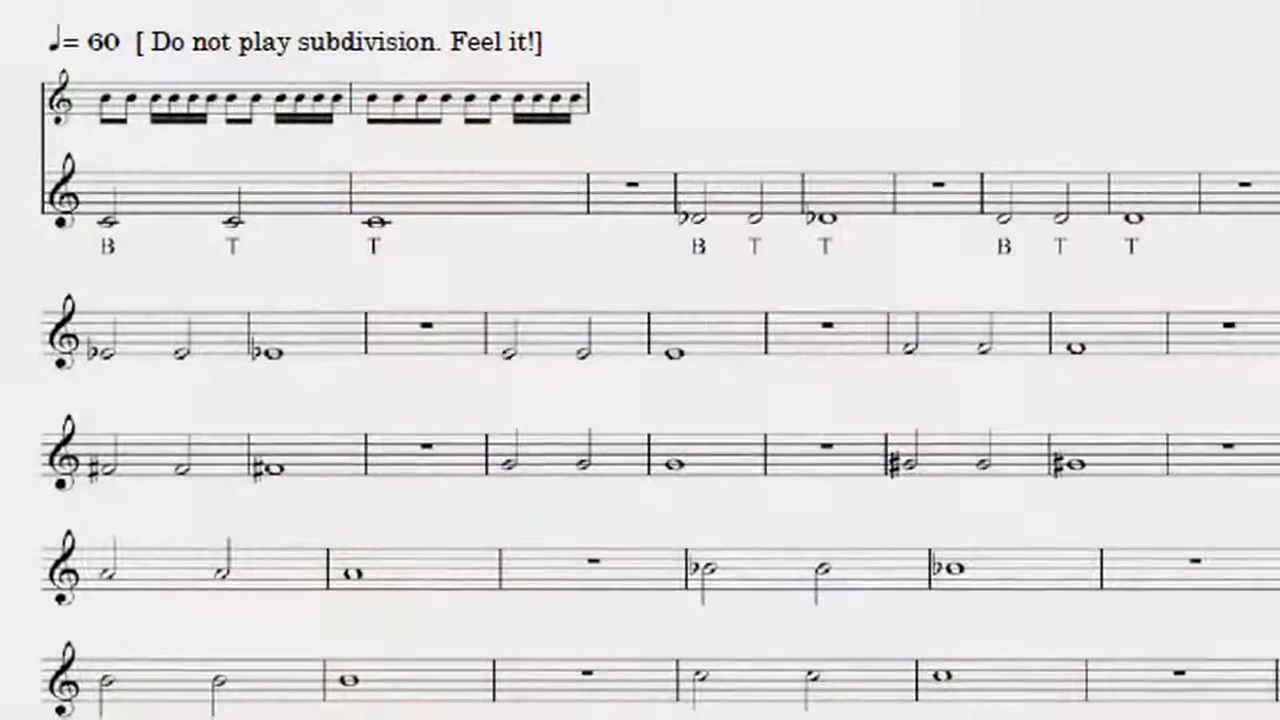 ♩= 60 [ Do not play subdivision. Feel it!]
B T T B T T B T T